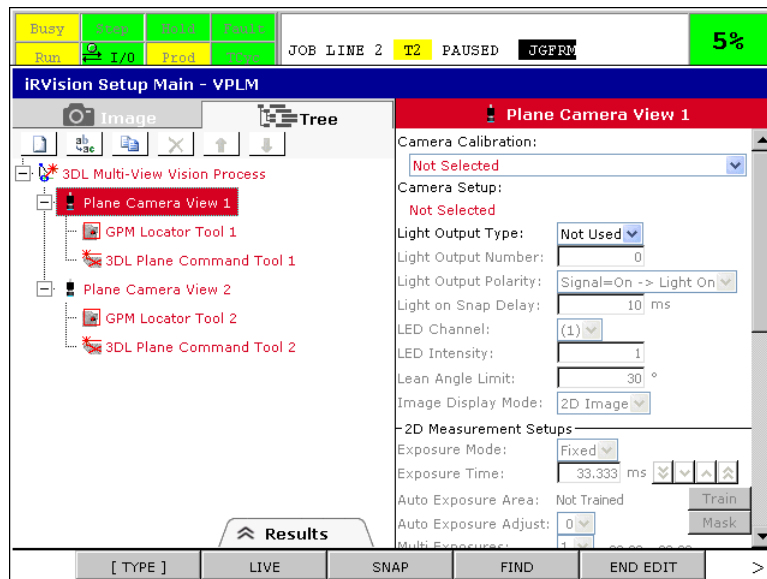 Busy Step Hold Fault
Run I/O Prod TCyc
JOB LINE 2 T2 PAUSED JGFRM
5%
iRVision Setup Main - VPLM
Image Tree
3DL Multi-View Vision Process
Plane Camera View 1
GPM Locator Tool 1
3DL Plane Command Tool 1
Plane Camera View 2
GPM Locator Tool 2
3DL Plane Command Tool 2
Results
Plane Camera View 1
Camera Calibration:
Not Selected
Camera Setup:
Not Selected
Light Output Type: Not Used
Light Output Number: 0
Light Output Polarity: Signal=On -> Light On
Light on Snap Delay: 10 ms
LED Channel: (1)
LED Intensity: 1
Lean Angle Limit: 30 °
Image Display Mode: 2D Image
2D Measurement Setups
Exposure Mode: Fixed
Exposure Time: 33.333 ms
Auto Exposure Area: Not Trained Train
Auto Exposure Adjust: 0 Mask
Multi Exposures: 1
[ TYPE ] LIVE SNAP FIND END EDIT >